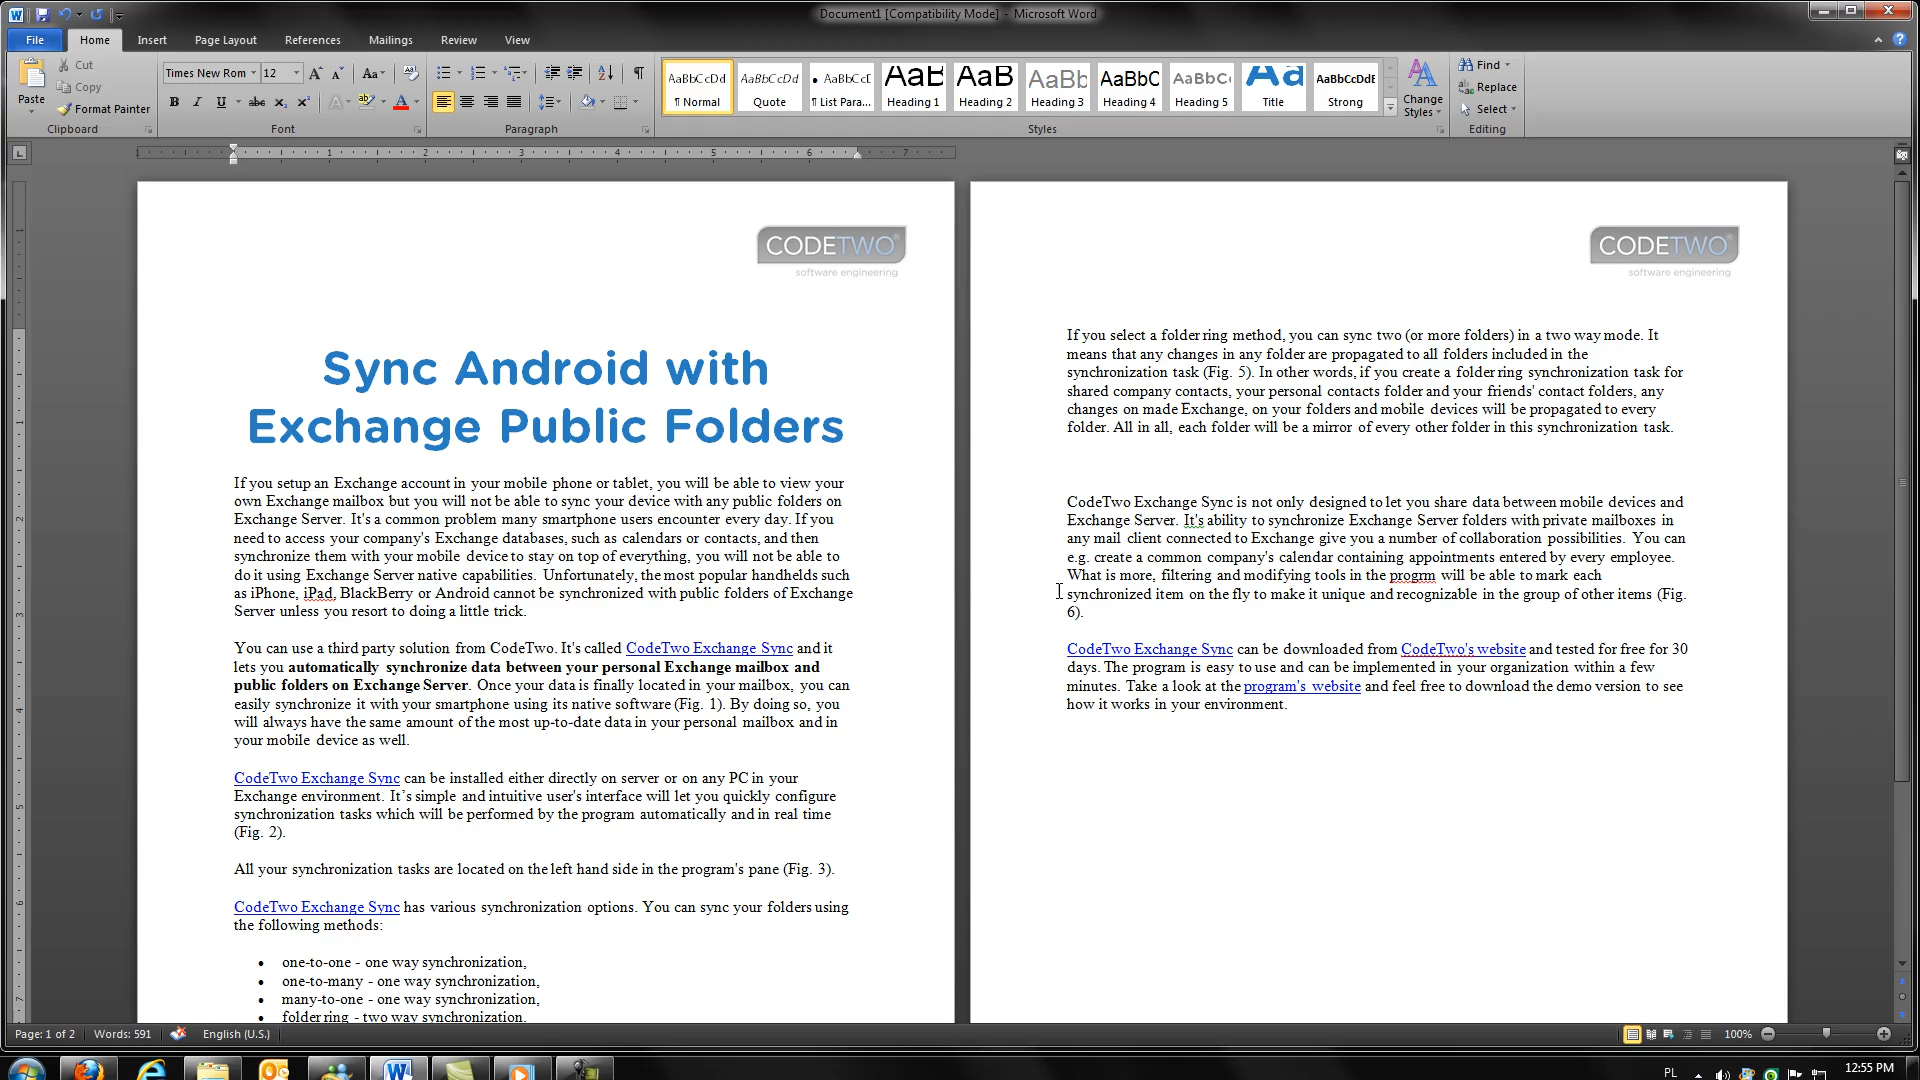 Document1 [Compatibility Mode] - Microsoft Word
File Home Insert Page Layout References Mailings Review View
Paste
Cut
Copy
Format Painter
Clipboard
Times New Rom 12
Font
Paragraph
AaBbCcDd AaBbCcDd AaBbCcE AaB AaB AaBb AaBbC AaBbC Aa AaBbCcDdE
¶ Normal Quote ¶ List Para... Heading 1 Heading 2 Heading 3 Heading 4 Heading 5 Title Strong
Change Styles
Styles
Find
Replace
Select
Editing
CODETWO®
software engineering
Sync Android with
Exchange Public Folders
If you setup an Exchange account in your mobile phone or tablet, you will be able to view your
own Exchange mailbox but you will not be able to sync your device with any public folders on
Exchange Server. It's a common problem many smartphone users encounter every day. If you
need to access your company's Exchange databases, such as calendars or contacts, and then
synchronize them with your mobile device to stay on top of everything, you will not be able to
do it using Exchange Server native capabilities. Unfortunately, the most popular handhelds such
as iPhone, iPad, BlackBerry or Android cannot be synchronized with public folders of Exchange
Server unless you resort to doing a little trick.
You can use a third party solution from CodeTwo. It's called CodeTwo Exchange Sync and it
lets you automatically synchronize data between your personal Exchange mailbox and
public folders on Exchange Server. Once your data is finally located in your mailbox, you can
easily synchronize it with your smartphone using its native software (Fig. 1). By doing so, you
will always have the same amount of the most up-to-date data in your personal mailbox and in
your mobile device as well.
CodeTwo Exchange Sync can be installed either directly on server or on any PC in your
Exchange environment. It's simple and intuitive user's interface will let you quickly configure
synchronization tasks which will be performed by the program automatically and in real time
(Fig. 2).
All your synchronization tasks are located on the left hand side in the program's pane (Fig. 3).
CodeTwo Exchange Sync has various synchronization options. You can sync your folders using
the following methods:
• one-to-one - one way synchronization,
• one-to-many - one way synchronization,
• many-to-one - one way synchronization,
• folder ring - two way synchronization.
CODETWO®
software engineering
If you select a folder ring method, you can sync two (or more folders) in a two way mode. It
means that any changes in any folder are propagated to all folders included in the
synchronization task (Fig. 5). In other words, if you create a folder ring synchronization task for
shared company contacts, your personal contacts folder and your friends' contact folders, any
changes on made Exchange, on your folders and mobile devices will be propagated to every
folder. All in all, each folder will be a mirror of every other folder in this synchronization task.
CodeTwo Exchange Sync is not only designed to let you share data between mobile devices and
Exchange Server. It's ability to synchronize Exchange Server folders with private mailboxes in
any mail client connected to Exchange give you a number of collaboration possibilities. You can
e.g. create a common company's calendar containing appointments entered by every employee.
What is more, filtering and modifying tools in the progrm will be able to mark each
synchronized item on the fly to make it unique and recognizable in the group of other items (Fig.
6).
CodeTwo Exchange Sync can be downloaded from CodeTwo's website and tested for free for 30
days. The program is easy to use and can be implemented in your organization within a few
minutes. Take a look at the program's website and feel free to download the demo version to see
how it works in your environment.
Page: 1 of 2 Words: 591 English (U.S.) 100%
PL 12:55 PM